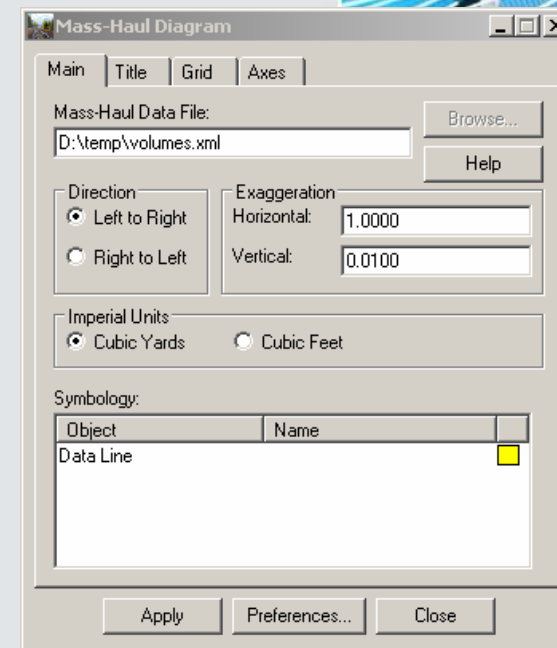 Mass-Haul Diagram
Main Title Grid Axes
Mass-Haul Data File:
Browse...
D:\temp\volumes.xml
Help
Direction
Left to Right
Right to Left
Exaggeration
Horizontal: 1.0000
Vertical: 0.0100
Imperial Units
Cubic Yards Cubic Feet
Symbology:
Object Name
Data Line
Apply Preferences... Close